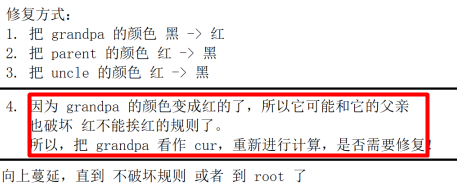 修复方式：
1. 把 grandpa 的颜色 黑 -> 红
2. 把 parent 的颜色 红 -> 黑
3. 把 uncle 的颜色 红 -> 黑
4. 因为 grandpa 的颜色变成红的了，所以它可能和它的父亲
也破坏 红不能挨红的规则了。
所以，把 grandpa 看作 cur，重新进行计算，是否需要修复!
向上蔓延，直到 不破坏规则 或者 到 root 了